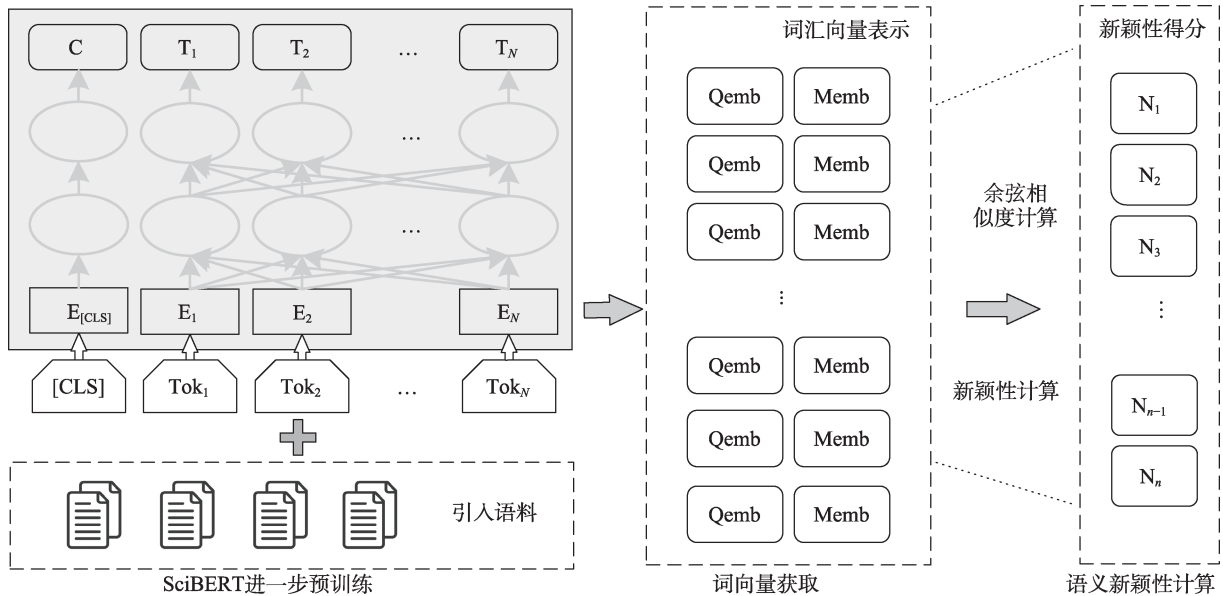 C T₁ T₂ … T_N
…
…
E[CLS] E₁ E₂ E_N
[CLS] Tok₁ Tok₂ … Tok_N
引入语料
SciBERT进一步预训练
词汇向量表示
Qemb Memb
Qemb Memb
Qemb Memb
⋮
Qemb Memb
Qemb Memb
Qemb Memb
词向量获取
余弦相
似度计算
新颖性计算
新颖性得分
N₁
N₂
N₃
⋮
Nₙ₋₁
Nₙ
语义新颖性计算